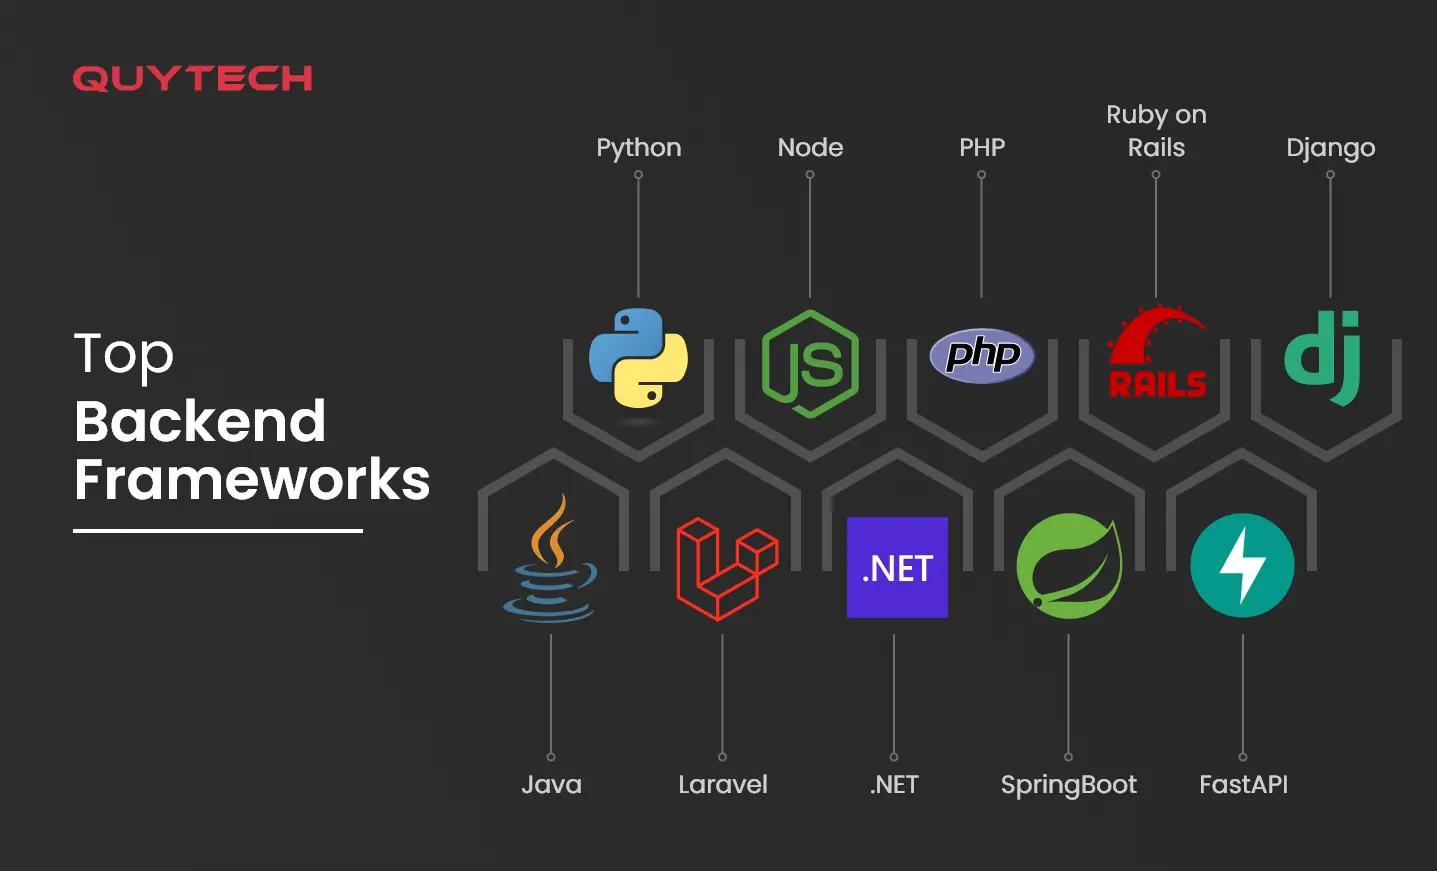 QUYTECH
Top
Backend
Frameworks
Python
Node
PHP
Ruby on
Rails
Django
JS
php
RAILS
dj
.NET
Java
Laravel
.NET
SpringBoot
FastAPI